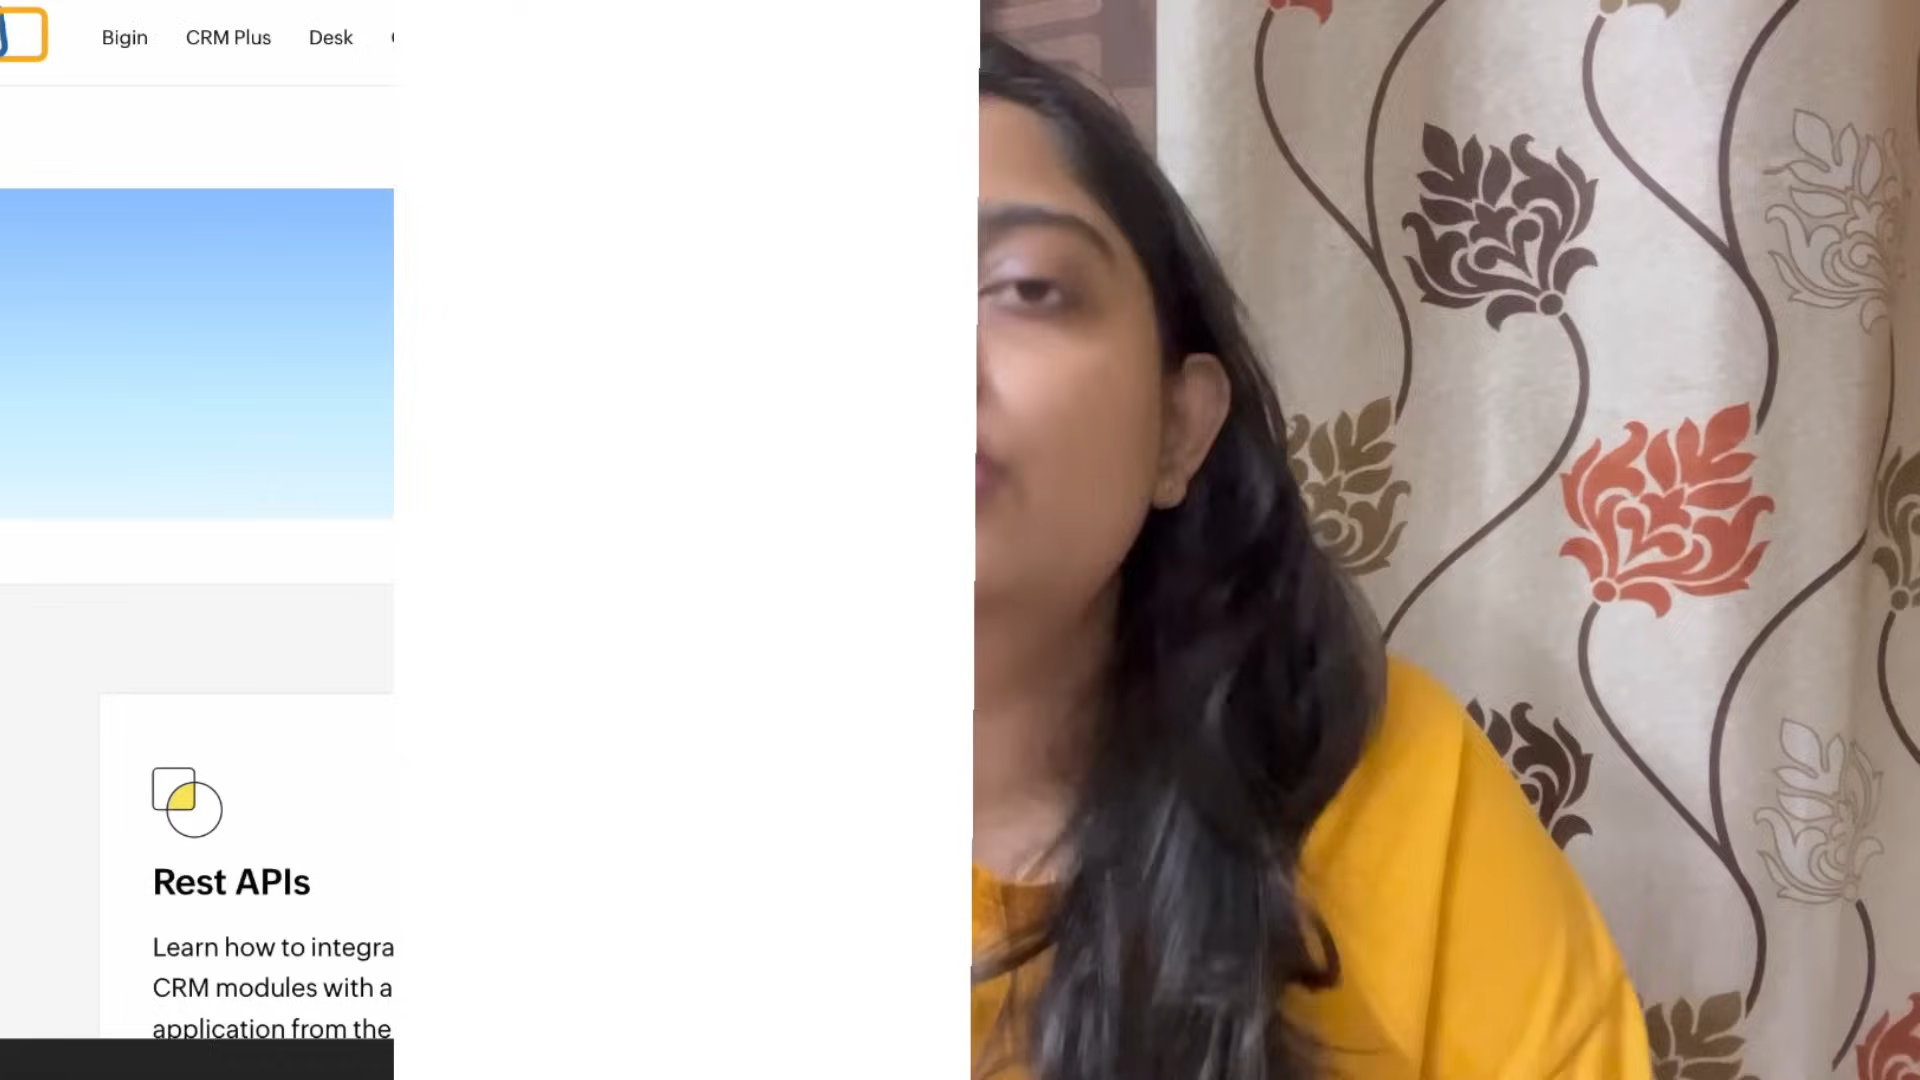 Bigin CRM Plus Desk
Rest APIs
Learn how to integra
CRM modules with a
application from the